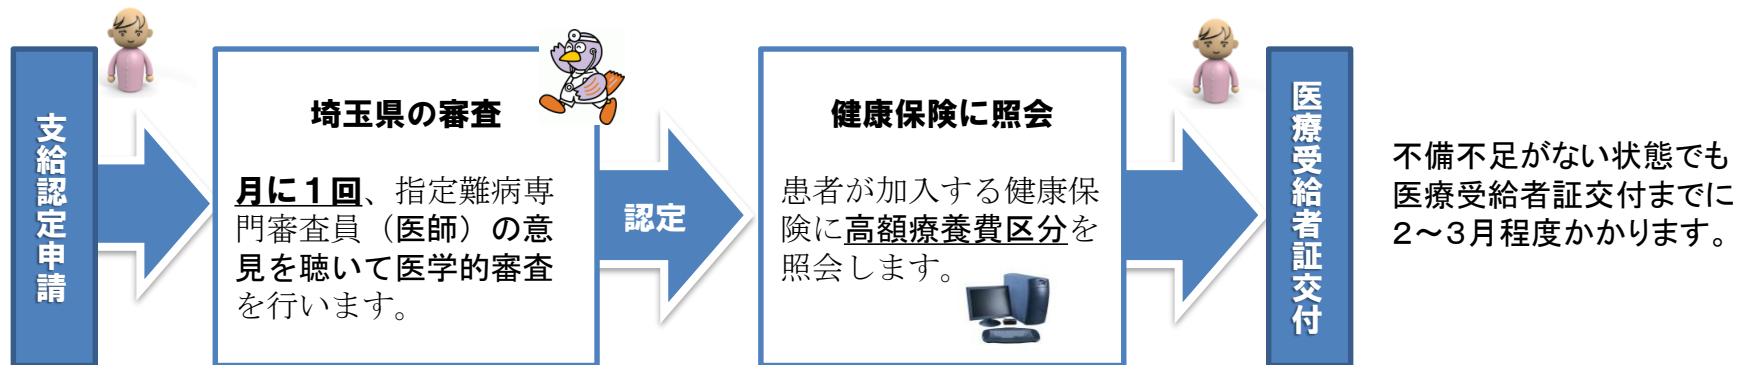 支給認定申請
埼玉県の審査
月に１回、指定難病専
門審査員（医師）の意
見を聴いて医学的審査
を行います。
認定
健康保険に照会
患者が加入する健康保
険に高額療養費区分を
照会します。
医療受給者証交付
不備不足がない状態でも
医療受給者証交付までに
２～３月程度かかります。